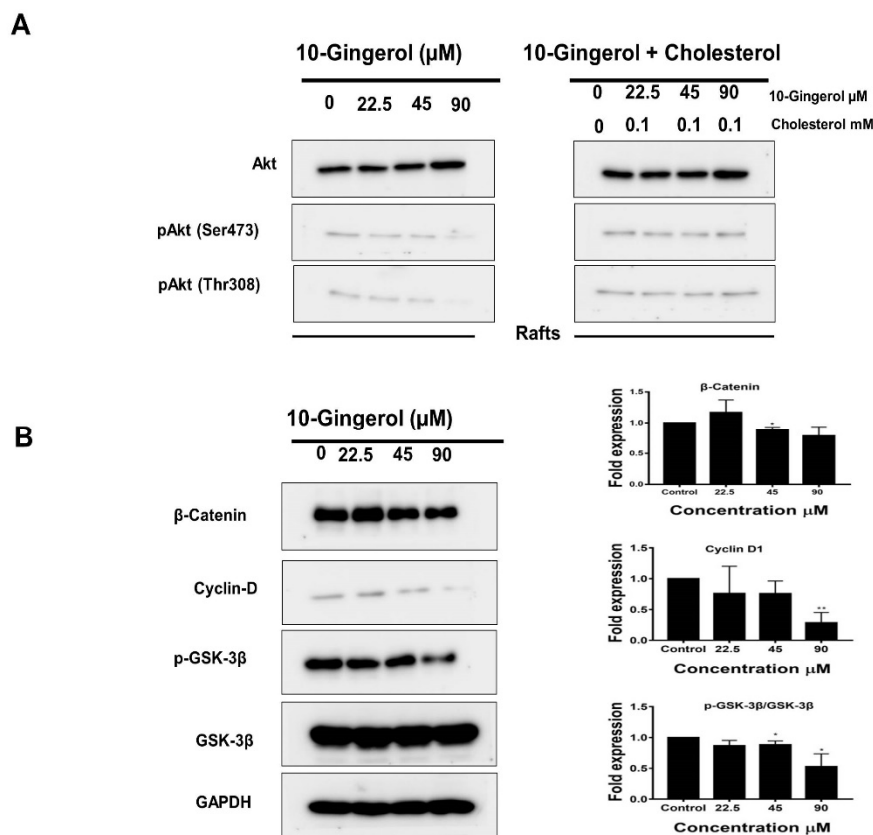 A
10-Gingerol (µM)
0 22.5 45 90
10-Gingerol + Cholesterol
0 22.5 45 90 10-Gingerol µM
0 0.1 0.1 0.1 Cholesterol mM
Akt
pAkt (Ser473)
pAkt (Thr308)
Rafts
B
10-Gingerol (µM)
0 22.5 45 90
β-Catenin
Cyclin-D
p-GSK-3β
GSK-3β
GAPDH
β-Catenin
Fold expression
1.5
1.0
0.5
0.0
*
Control 22.5 45 90
Concentration µM
Cyclin D1
Fold expression
1.5
1.0
0.5
0.0
**
Control 22.5 45 90
Concentration µM
p-GSK-3β/GSK-3β
Fold expression
1.5
1.0
0.5
0.0
* *
Control 22.5 45 90
Concentration µM